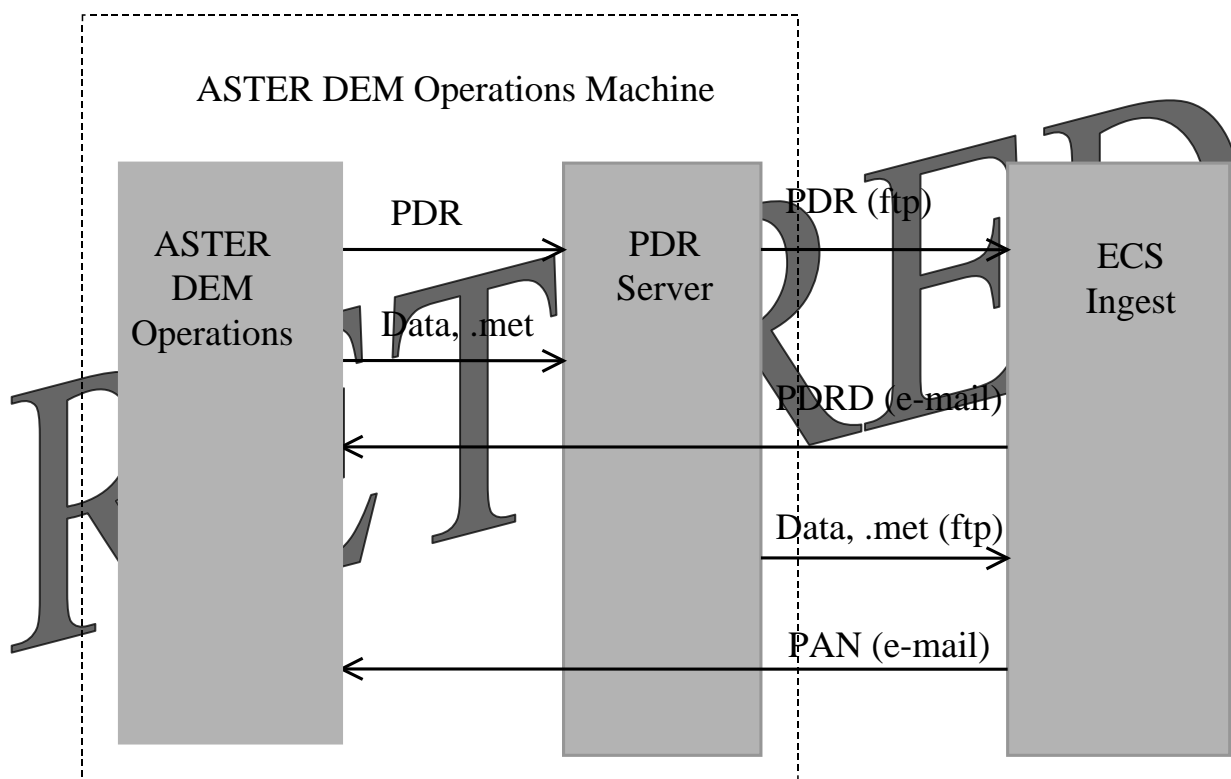 ASTER DEM Operations Machine
ASTER
DEM
Operations
PDR
Server
ECS
Ingest
PDR
PDR (ftp)
Data, .met
PDRD (e-mail)
Data, .met (ftp)
PAN (e-mail)
RETIRED